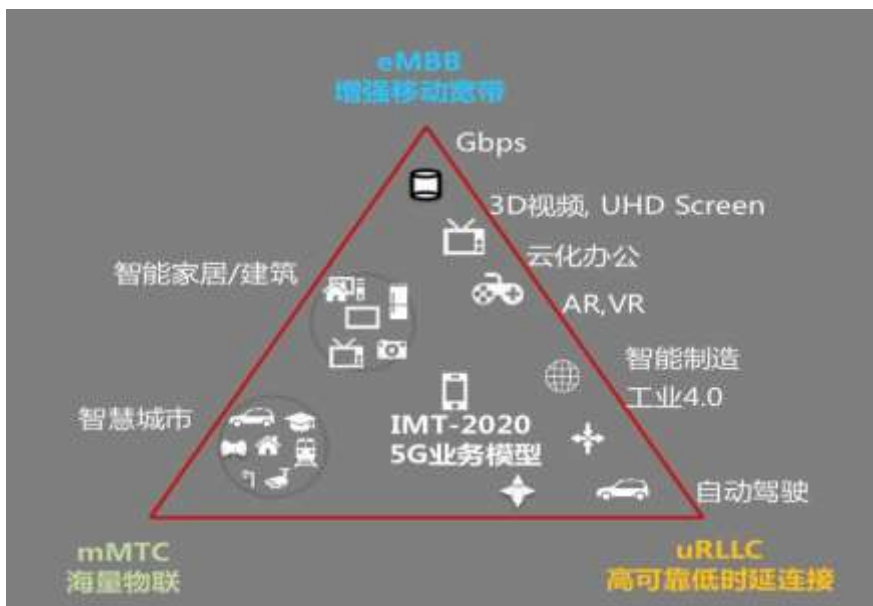 eMBB
增强移动宽带
Gbps
3D视频, UHD Screen
云化办公
智能家居/建筑
AR,VR
智能制造
工业4.0
智慧城市
IMT-2020
5G业务模型
自动驾驶
mMTC
海量物联
uRLLC
高可靠低时延连接